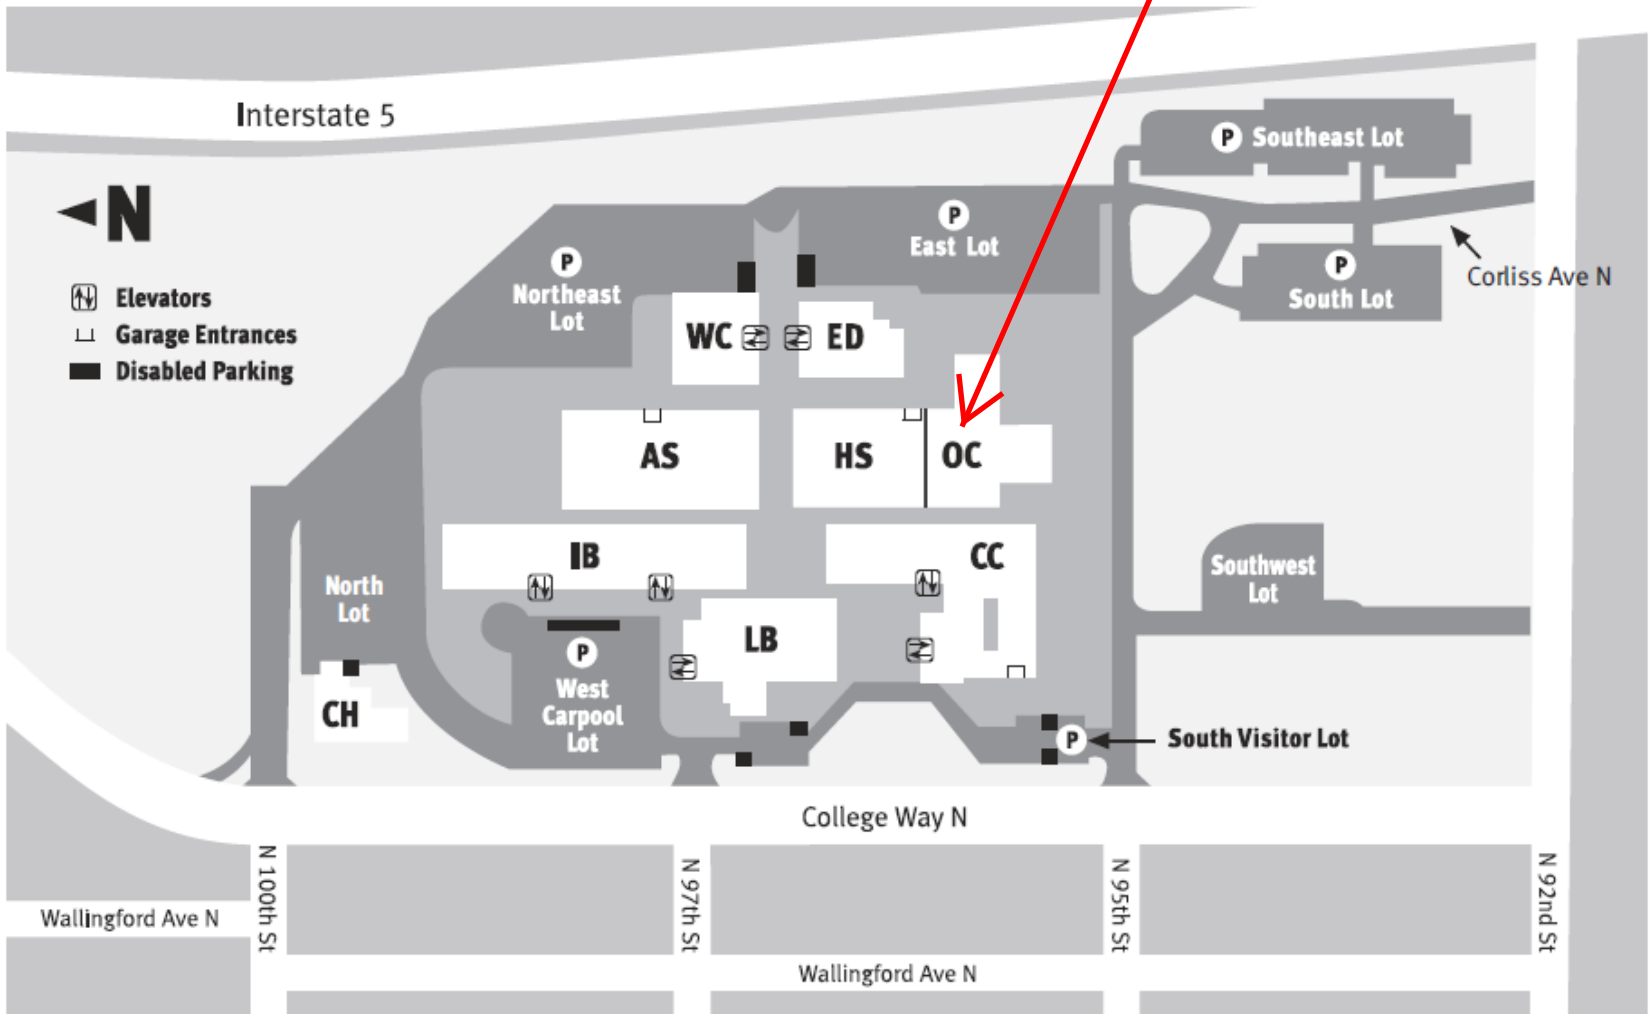 Interstate 5
N
Elevators
Garage Entrances
Disabled Parking
P
Southeast Lot
P
East Lot
P
Northeast
Lot
P
South Lot
Corliss Ave N
WC
ED
AS
HS
OC
IB
CC
North
Lot
Southwest
Lot
LB
P
West
Carpool
Lot
CH
P
South Visitor Lot
College Way N
N 100th St
N 97th St
N 95th St
N 92nd St
Wallingford Ave N
Wallingford Ave N